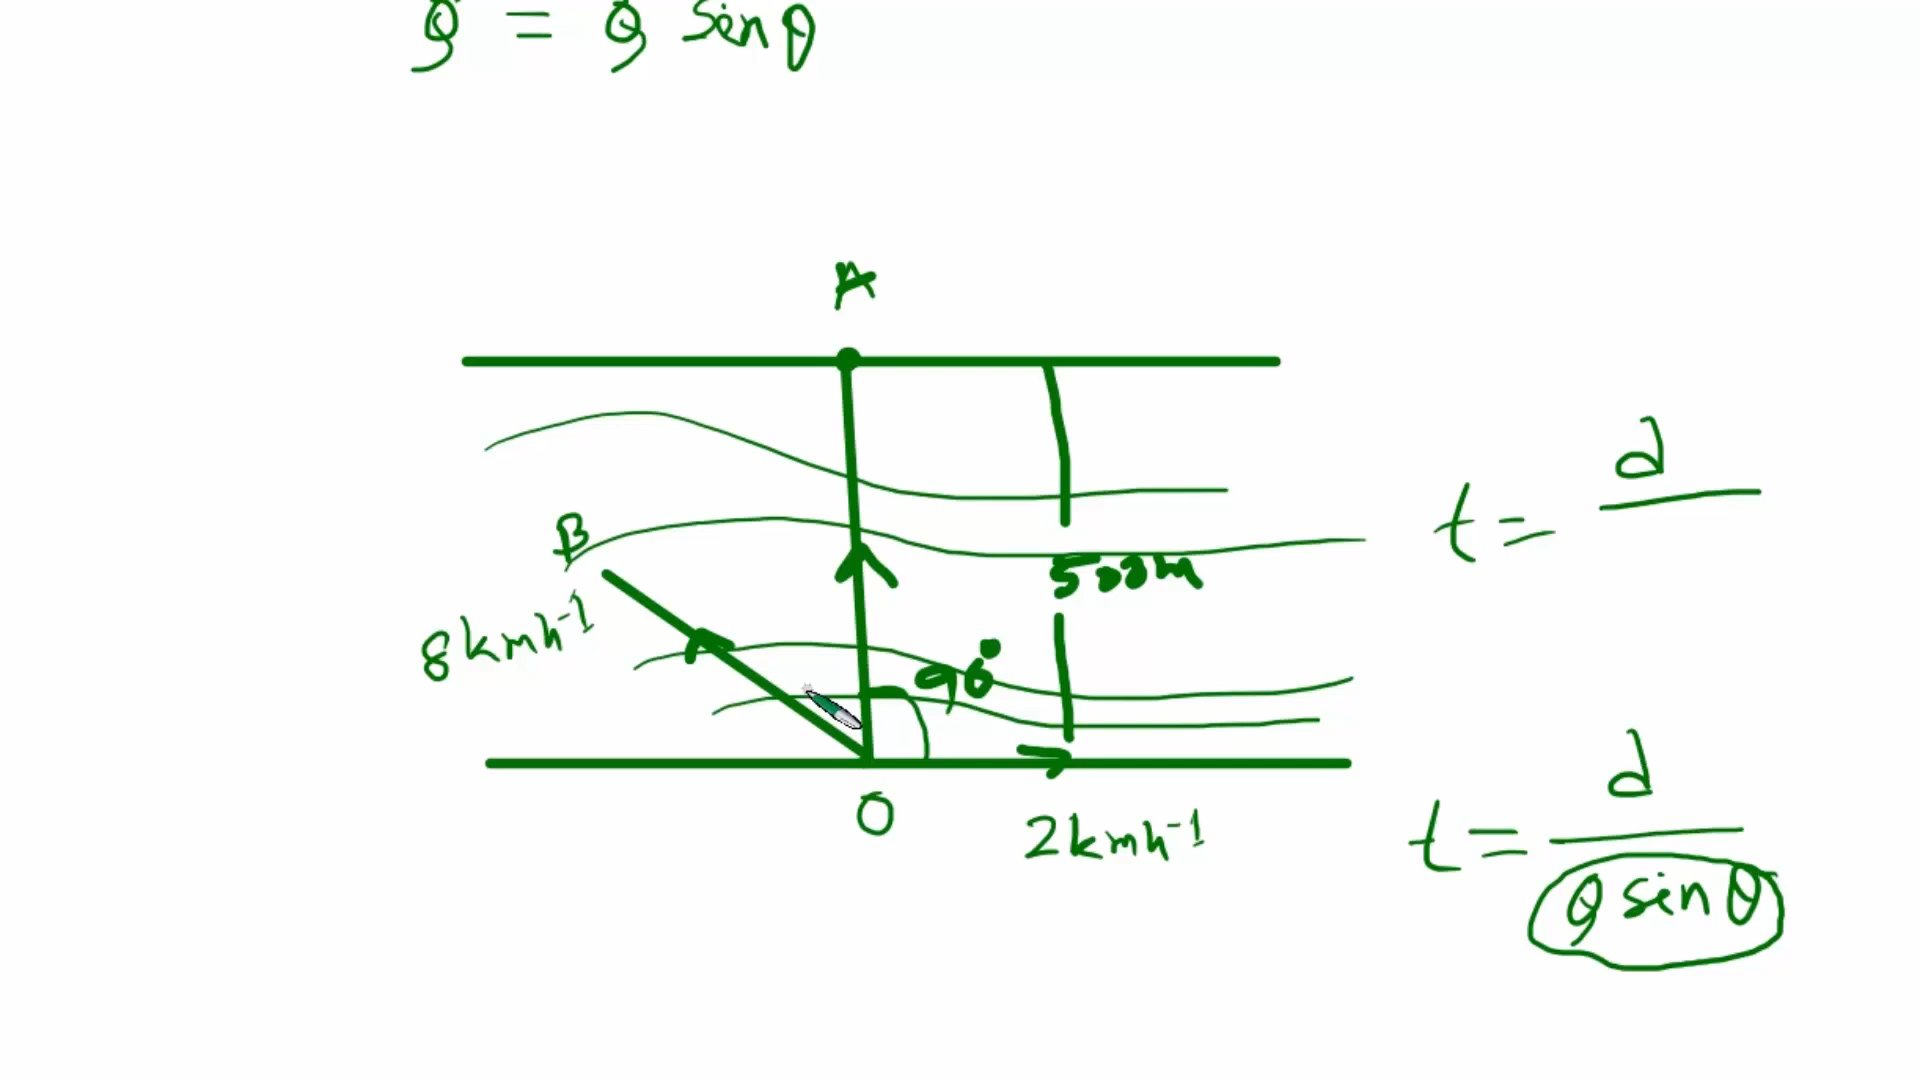 Q = Q sin θ
A
d
t =
B
500m
8kmh⁻¹
90°
O
2kmh⁻¹
d
t =
Q sin θ